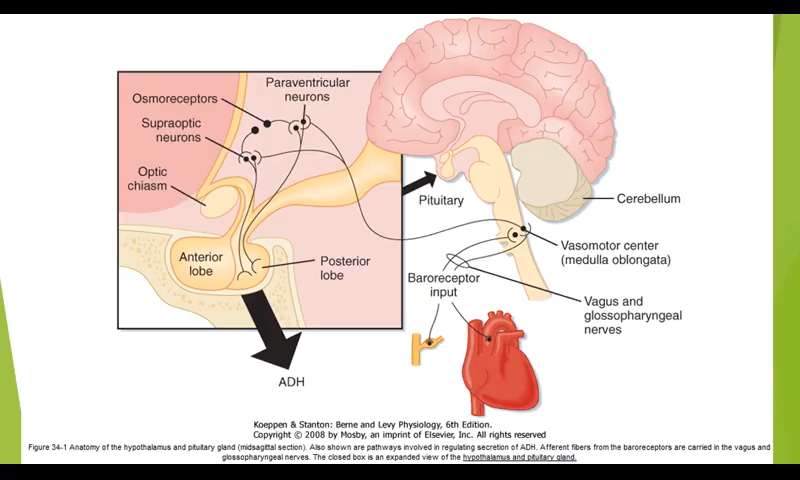 Paraventricular
neurons
Osmoreceptors
Supraoptic
neurons
Optic
chiasm
Pituitary
Cerebellum
Anterior
lobe
Posterior
lobe
Vasomotor center
(medulla oblongata)
Baroreceptor
input
Vagus and
glossopharyngeal
nerves
ADH
Koeppen & Stanton: Berne and Levy Physiology, 6th Edition.
Copyright © 2008 by Mosby, an imprint of Elsevier, Inc. All rights reserved
Figure 34-1 Anatomy of the hypothalamus and pituitary gland (midsagittal section). Also shown are pathways involved in regulating secretion of ADH. Afferent fibers from the baroreceptors are carried in the vagus and
glossopharyngeal nerves. The closed box is an expanded view of the hypothalamus and pituitary gland.